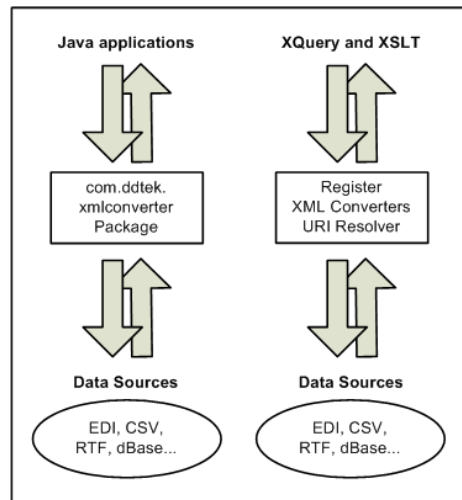 Java applications
com.ddtek.
xmlconverter
Package
Data Sources
EDI, CSV,
RTF, dBase...
XQuery and XSLT
Register
XML Converters
URI Resolver
Data Sources
EDI, CSV,
RTF, dBase...